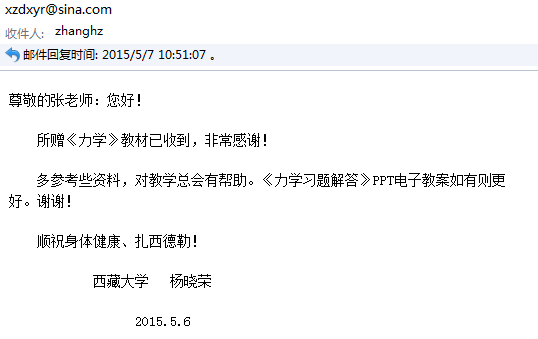 xzdxyr@sina.com
收件人: zhanghz
邮件回复时间: 2015/5/7 10:51:07 。
尊敬的张老师：您好！
所赠《力学》教材已收到，非常感谢！
多参考些资料，对教学总会有帮助。《力学习题解答》PPT电子教案如有则更
好。谢谢！
顺祝身体健康、扎西德勒！
西藏大学 杨晓荣
2015.5.6